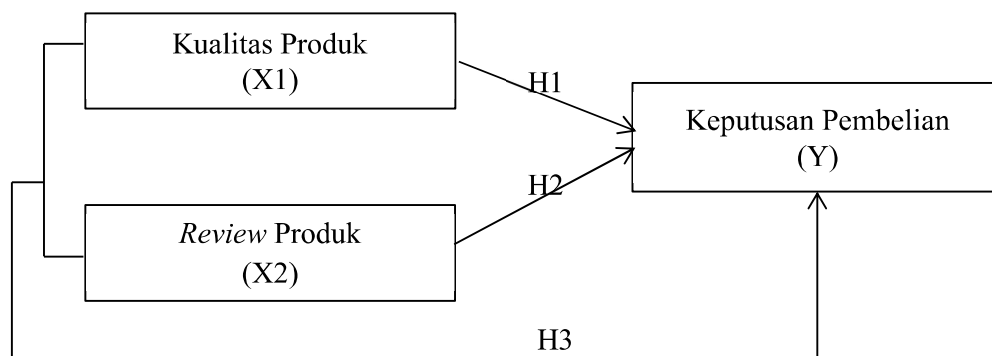 Kualitas Produk
(X1)
H1
Keputusan Pembelian
(Y)
H2
Review Produk
(X2)
H3